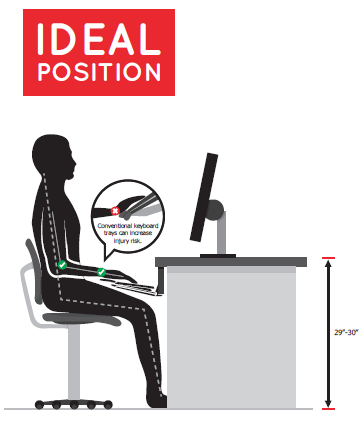 IDEAL
POSITION
Conventional keyboard
trays can increase
injury risk.
29"-30"